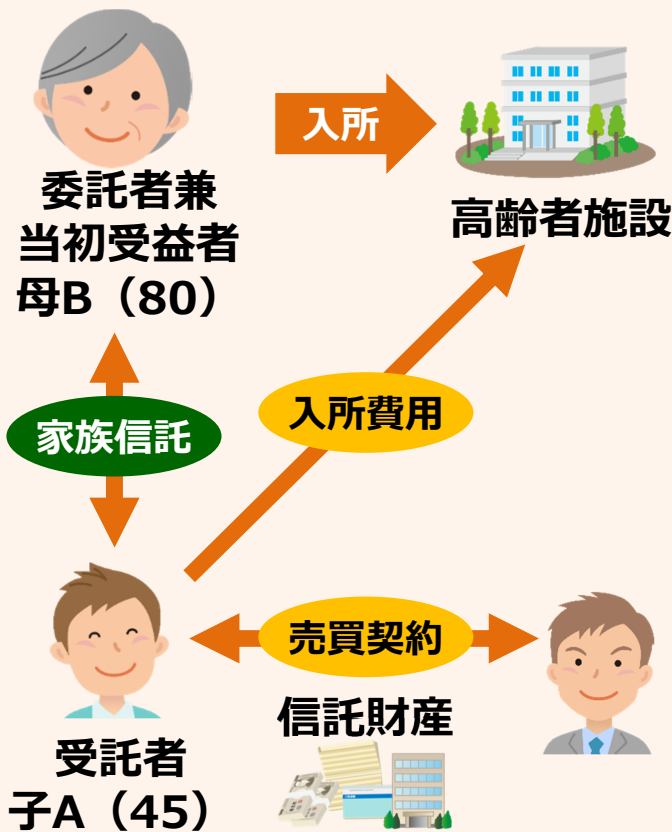 入所
委託者兼
当初受益者
母B（80）
高齢者施設
家族信託
入所費用
売買契約
信託財産
受託者
子A（45）